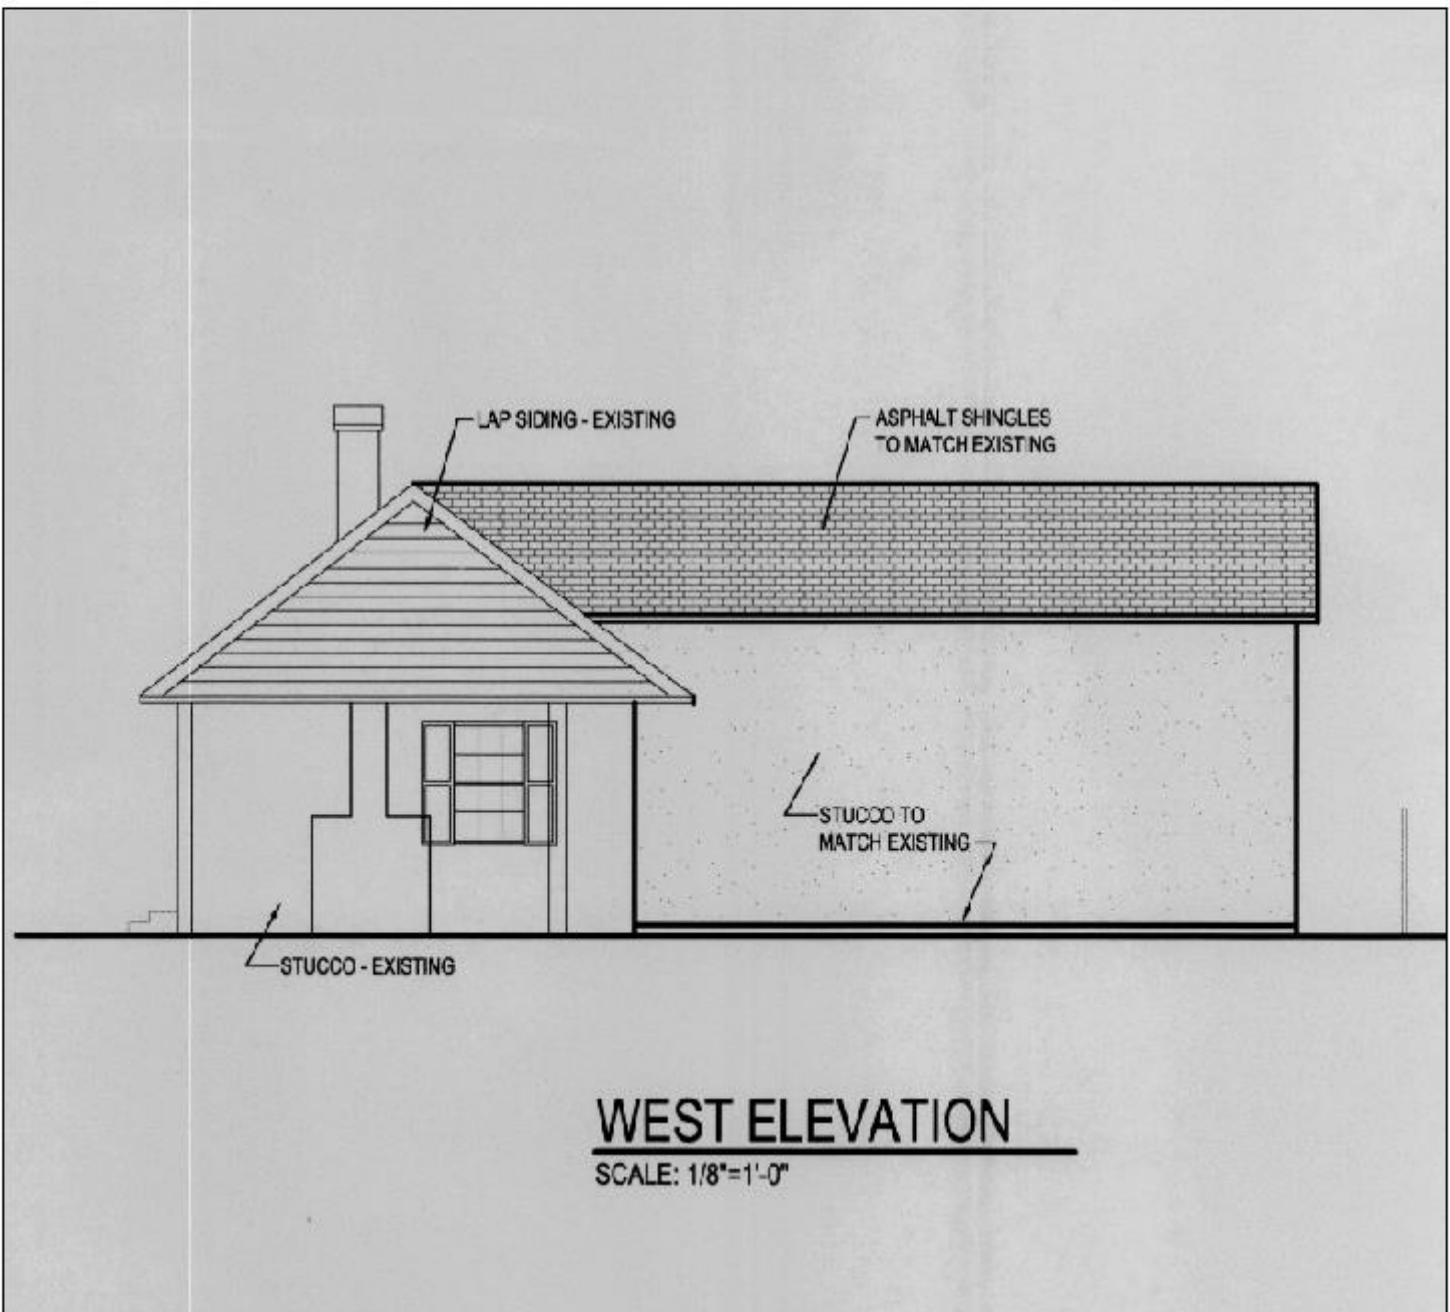 LAP SIDING - EXISTING
ASPHALT SHINGLES
TO MATCH EXISTING
STUCCO TO
MATCH EXISTING
STUCCO - EXISTING
WEST ELEVATION
SCALE: 1/8"=1'-0"